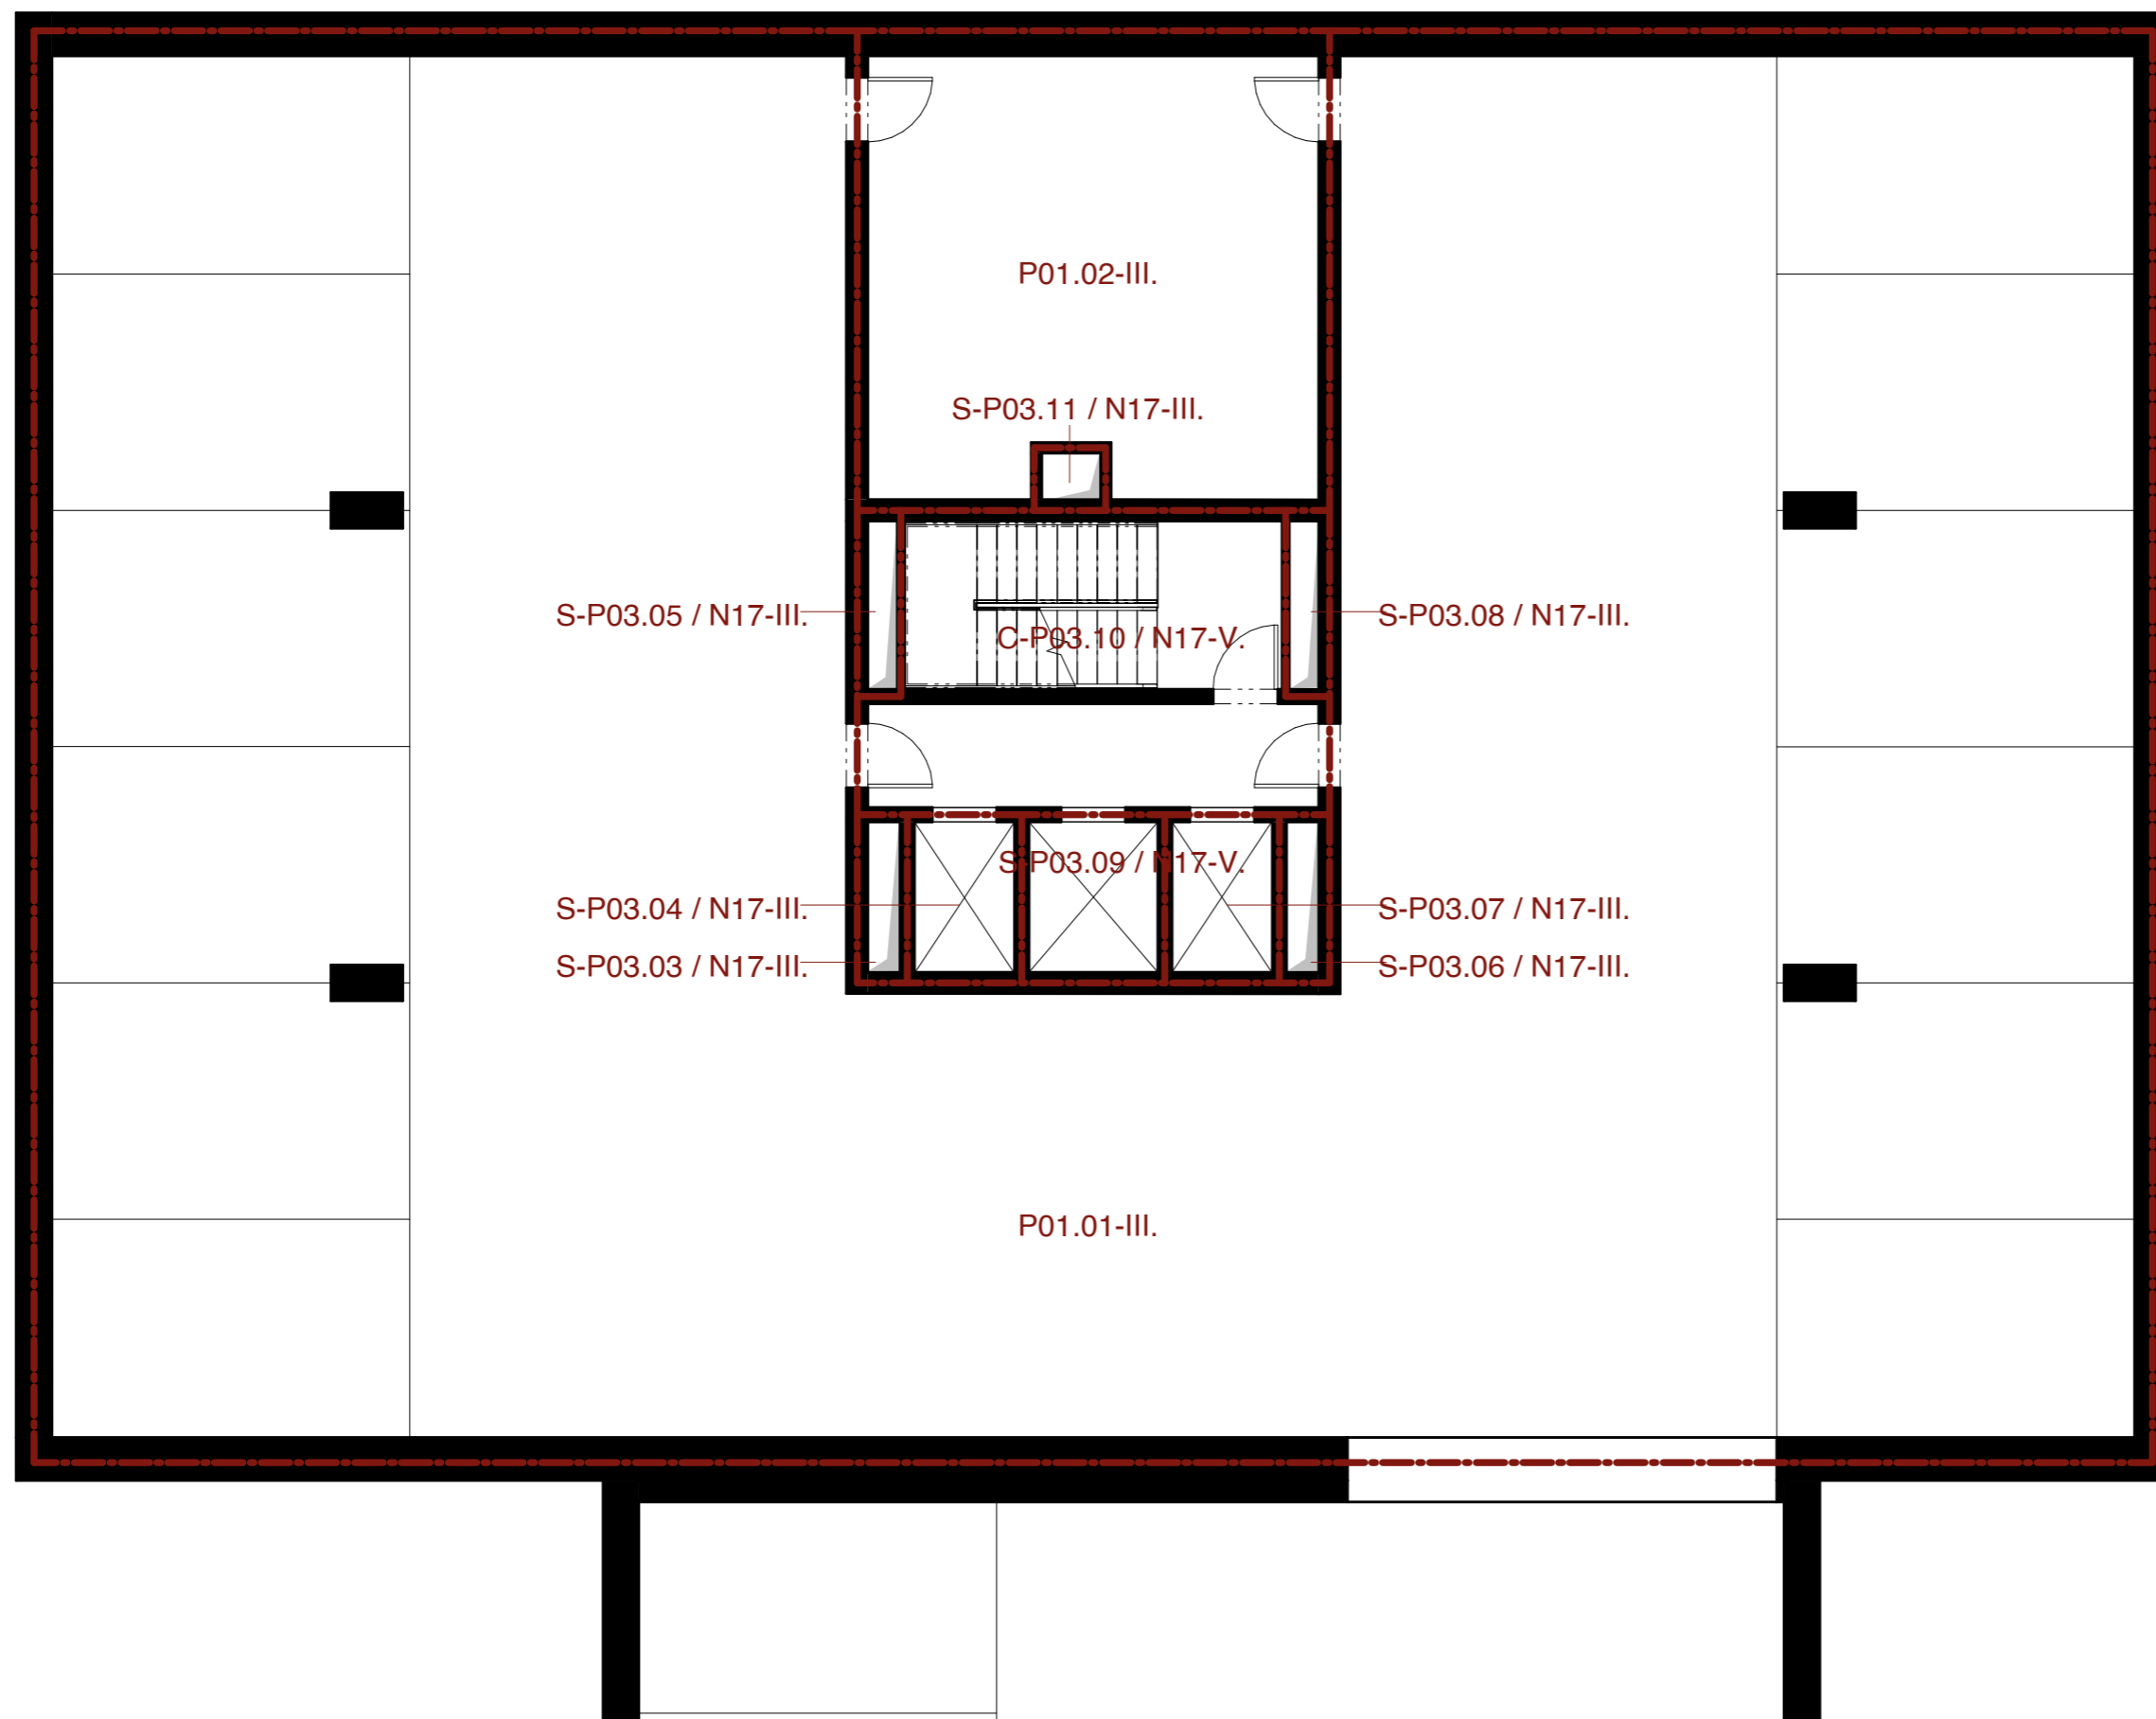 P01.02-III.
S-P03.11 / N17-III.
S-P03.05 / N17-III.
S-P03.08 / N17-III.
C-P03.10 / N17-V.
S-P03.09 / N17-V.
S-P03.04 / N17-III.
S-P03.07 / N17-III.
S-P03.03 / N17-III.
S-P03.06 / N17-III.
P01.01-III.